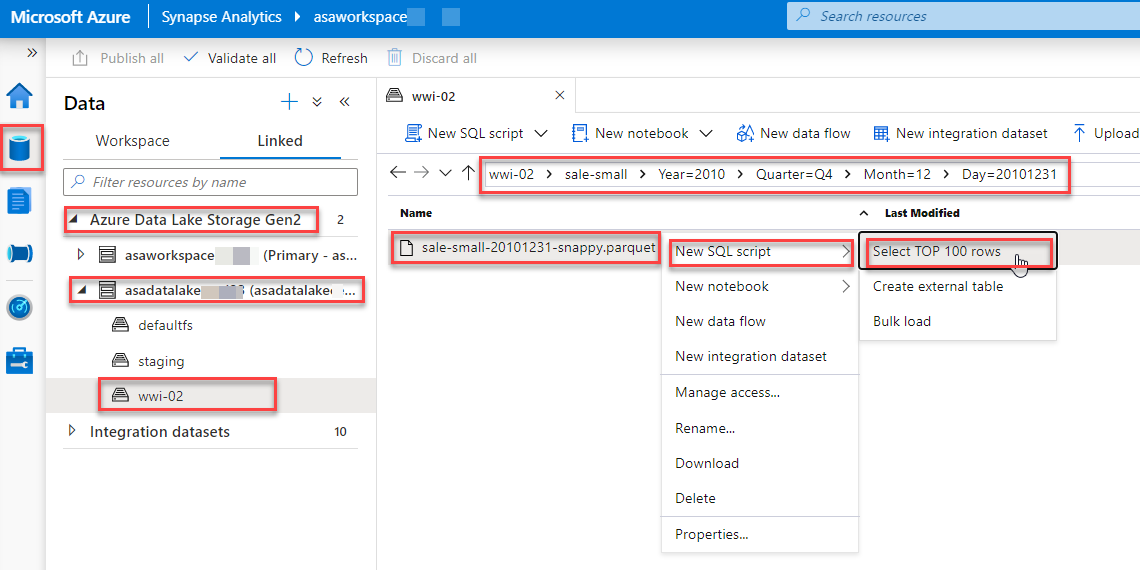 Microsoft Azure Synapse Analytics asaworkspace Search resources
Publish all Validate all Refresh Discard all
Data
Workspace Linked
Filter resources by name
Azure Data Lake Storage Gen2 2
asaworkspace (Primary - as...
asadatalake (asadatalake...
defaultfs
staging
wwi-02
Integration datasets 10
wwi-02
New SQL script New notebook New data flow New integration dataset Upload
wwi-02 sale-small Year=2010 Quarter=Q4 Month=12 Day=20101231
Name Last Modified
sale-small-20101231-snappy.parquet
New SQL script
New notebook
New data flow
New integration dataset
Manage access...
Rename...
Download
Delete
Properties...
Select TOP 100 rows
Create external table
Bulk load